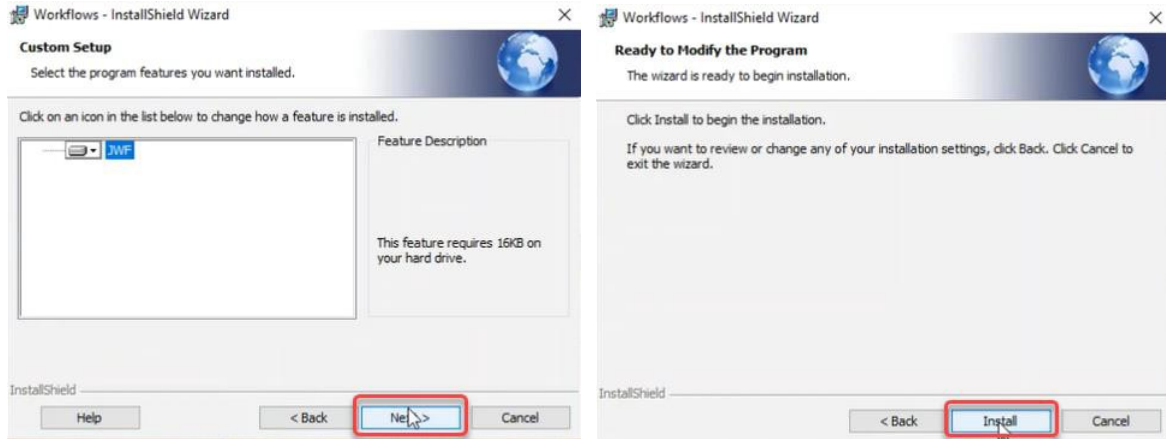 Workflows - InstallShield Wizard
Custom Setup
Select the program features you want installed.
Click on an icon in the list below to change how a feature is installed.
JWF
Feature Description
This feature requires 16KB on
your hard drive.
InstallShield
Help
< Back
Next >
Cancel
Workflows - InstallShield Wizard
Ready to Modify the Program
The wizard is ready to begin installation.
Click Install to begin the installation.
If you want to review or change any of your installation settings, click Back. Click Cancel to
exit the wizard.
InstallShield
< Back
Install
Cancel